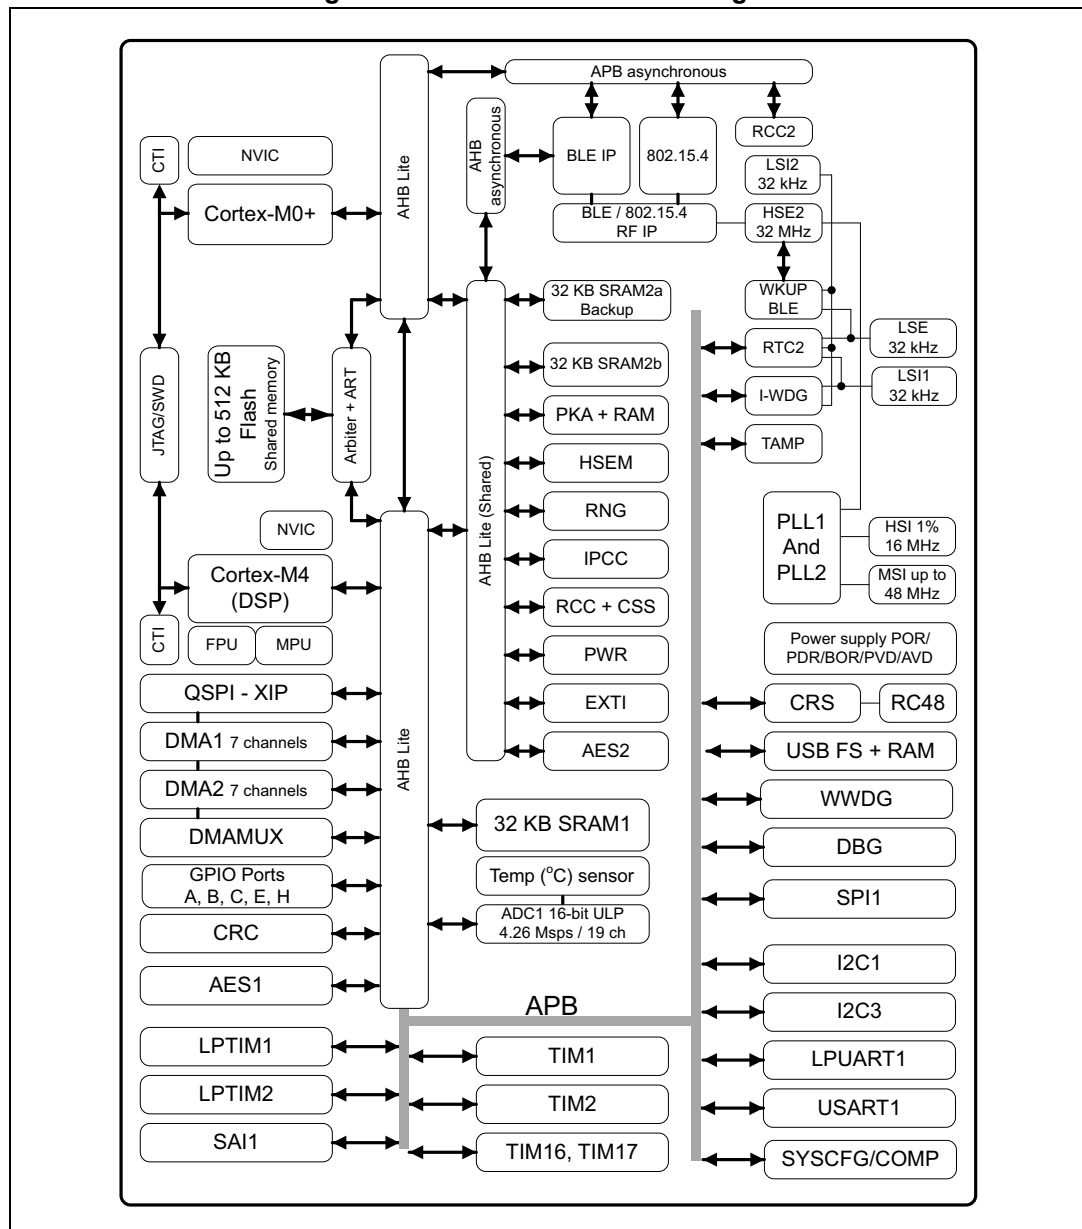 APB asynchronous
AHB Lite
AHB
asynchronous
BLE IP
802.15.4
RCC2
CTI
NVIC
LSI2
32 kHz
Cortex-M0+
BLE / 802.15.4
RF IP
HSE2
32 MHz
32 KB SRAM2a
Backup
WKUP
BLE
LSE
32 kHz
RTC2
JTAG/SWD
Up to 512 KB
Flash
Shared memory
Arbiter + ART
32 KB SRAM2b
LSI1
32 kHz
I-WDG
PKA + RAM
TAMP
AHB Lite (Shared)
HSEM
RNG
PLL1
And
PLL2
HSI 1%
16 MHz
NVIC
IPCC
MSI up to
48 MHz
Cortex-M4
(DSP)
RCC + CSS
CTI
FPU
MPU
PWR
Power supply POR/
PDR/BOR/PVD/AVD
QSPI - XIP
EXTI
CRS
RC48
DMA1 7 channels
AHB Lite
AES2
USB FS + RAM
DMA2 7 channels
WWDG
DMAMUX
32 KB SRAM1
DBG
GPIO Ports
A, B, C, E, H
Temp (°C) sensor
SPI1
CRC
ADC1 16-bit ULP
4.26 Msps / 19 ch
AES1
I2C1
APB
I2C3
LPTIM1
TIM1
LPUART1
LPTIM2
TIM2
USART1
SAI1
TIM16, TIM17
SYSCFG/COMP